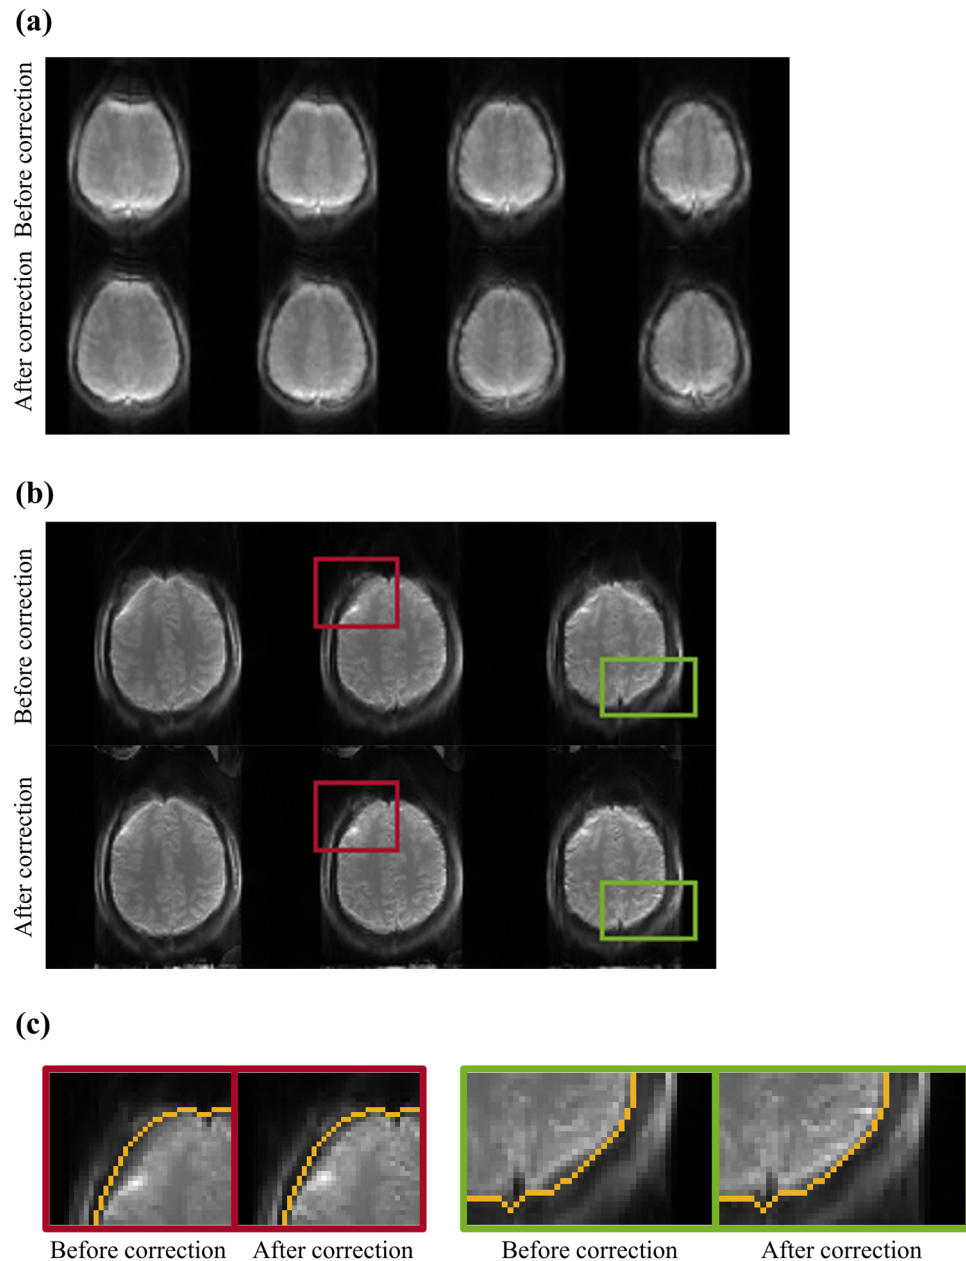 (a)
Before correction
After correction
(b)
Before correction
After correction
(c)
Before correction After correction Before correction After correction